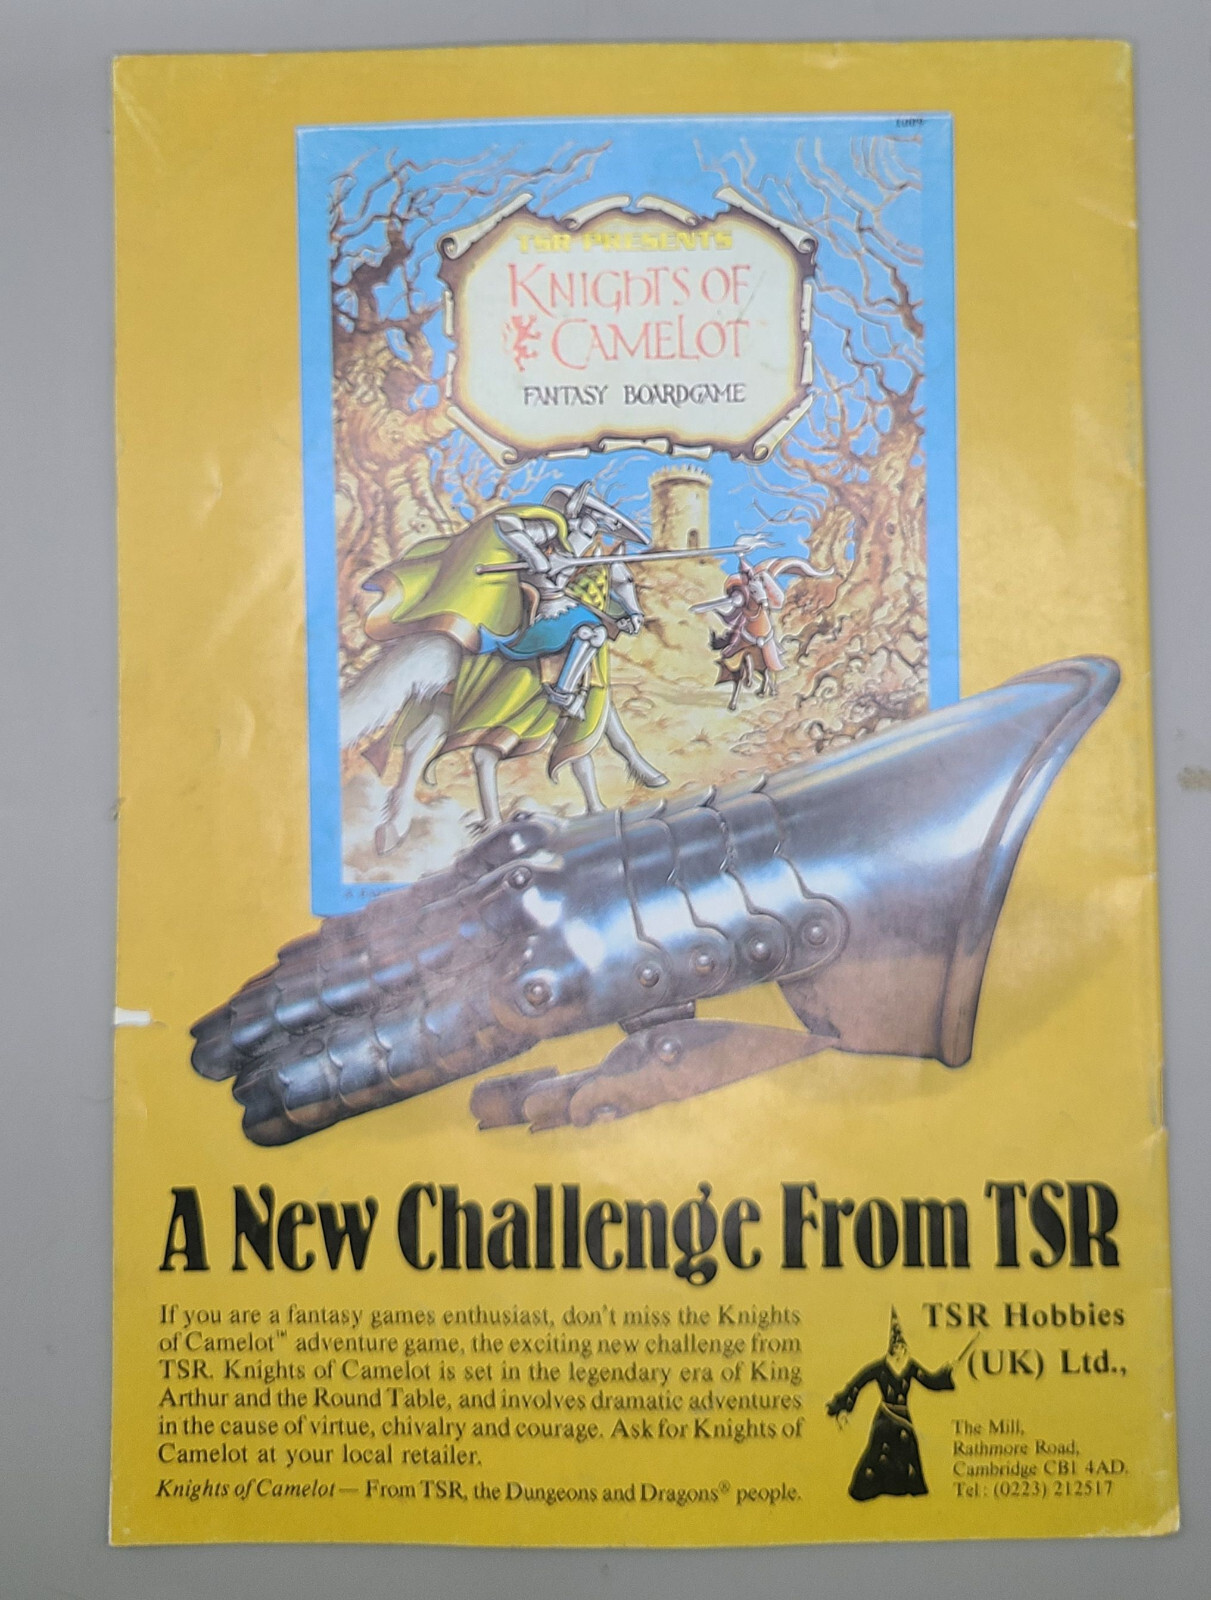 1009
TSR PRESENTS
KNIGHTS OF
CAMELOT
FANTASY BOARDGAME
A New Challenge From TSR
If you are a fantasy games enthusiast, don't miss the Knights
of Camelot™ adventure game, the exciting new challenge from
TSR. Knights of Camelot is set in the legendary era of King
Arthur and the Round Table, and involves dramatic adventures
in the cause of virtue, chivalry and courage. Ask for Knights of
Camelot at your local retailer.
Knights of Camelot — From TSR, the Dungeons and Dragons® people.
TSR Hobbies
(UK) Ltd.,
The Mill,
Rathmore Road,
Cambridge CB1 4AD.
Tel: (0223) 212517